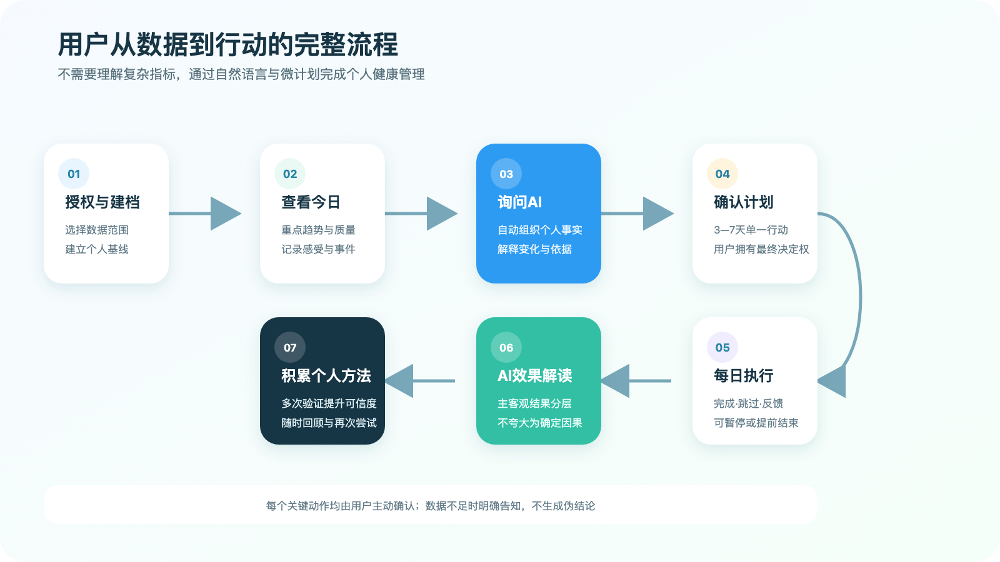 用户从数据到行动的完整流程
不需要理解复杂指标，通过自然语言与微计划完成个人健康管理
01
授权与建档
选择数据范围
建立个人基线
02
查看今日
重点趋势与质量
记录感受与事件
03
询问AI
自动组织个人事实
解释变化与依据
04
确认计划
3—7天单一行动
用户拥有最终决定权
05
每日执行
完成·跳过·反馈
可暂停或提前结束
06
AI效果解读
主客观结果分层
不夸大为确定因果
07
积累个人方法
多次验证提升可信度
随时回顾与再次尝试
每个关键动作均由用户主动确认；数据不足时明确告知，不生成伪结论